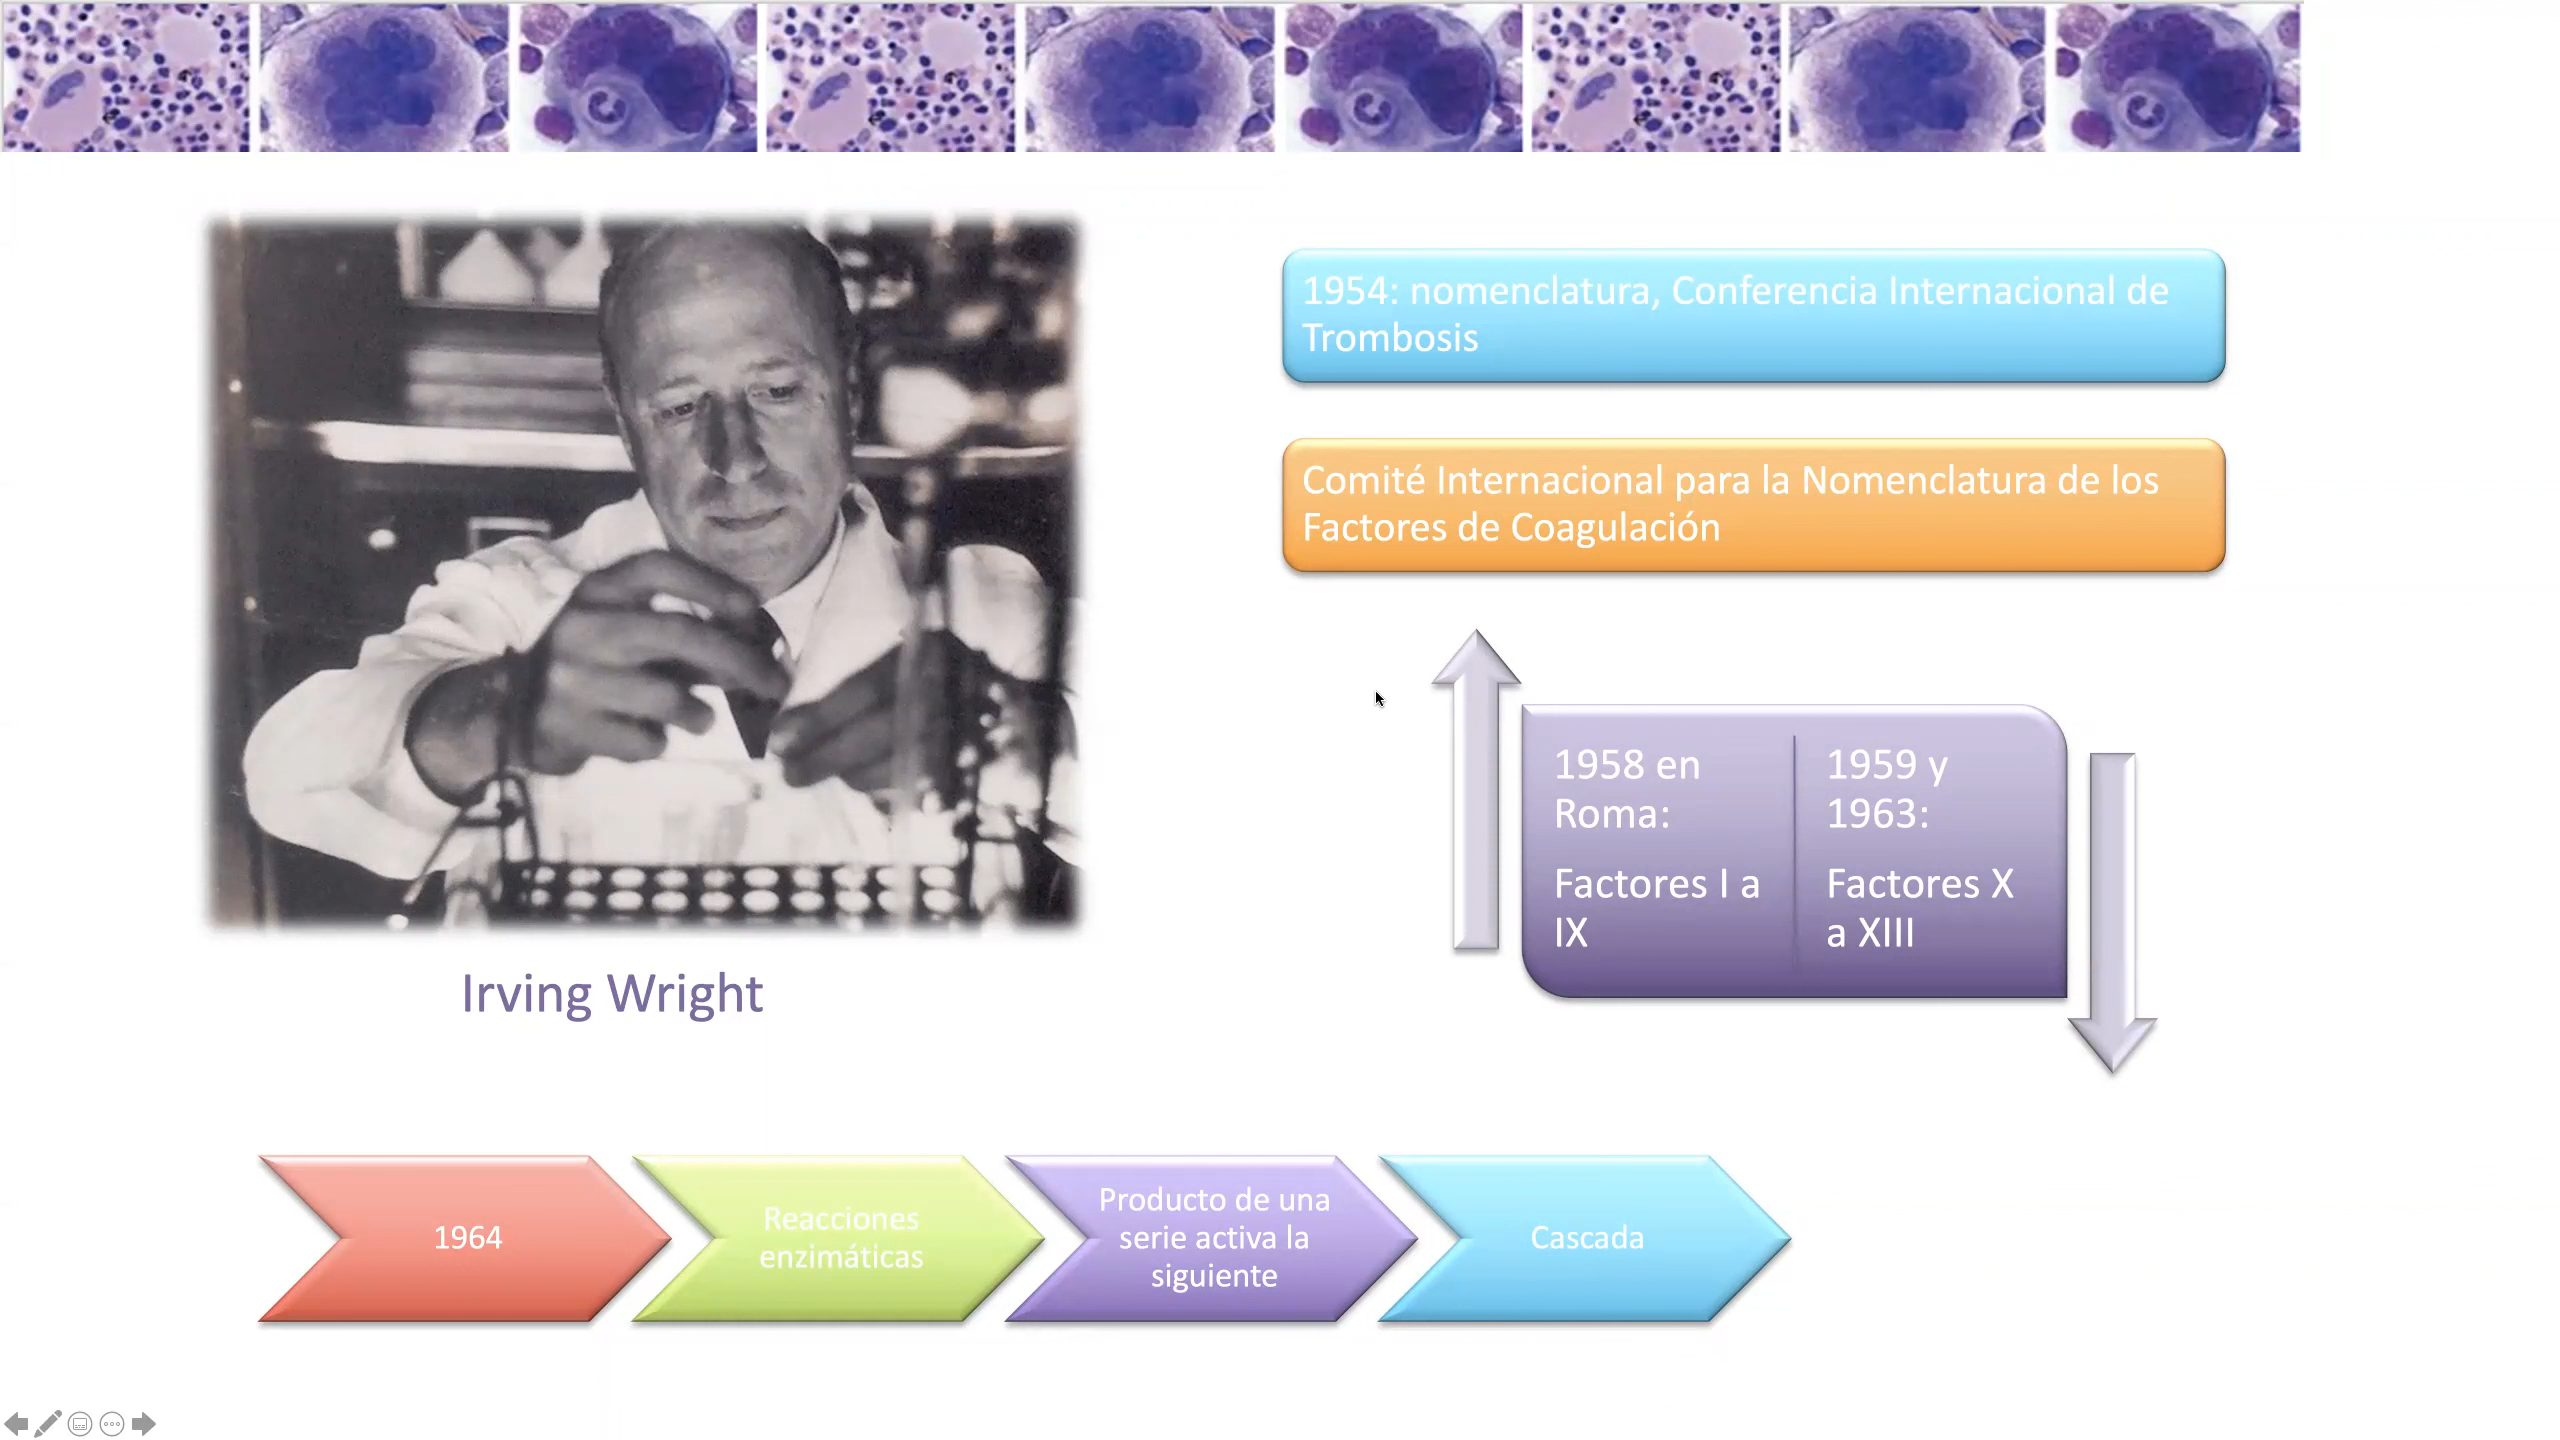 1954: nomenclatura, Conferencia Internacional de
Trombosis
Comité Internacional para la Nomenclatura de los
Factores de Coagulación
1958 en
Roma:
Factores I a
IX
1959 y
1963:
Factores X
a XIII
Irving Wright
1964
Reacciones
enzimáticas
Producto de una
serie activa la
siguiente
Cascada